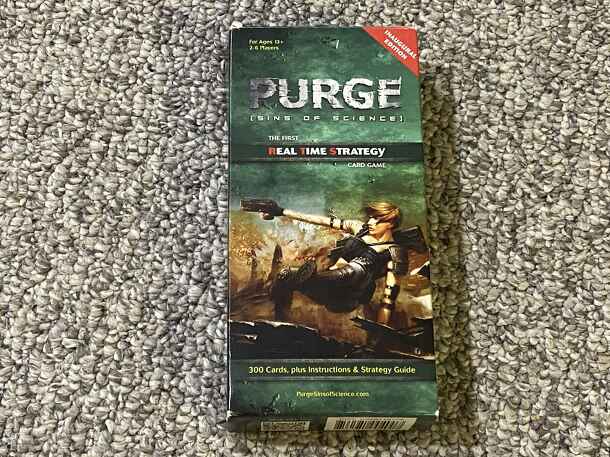 For Ages 13+
2-6 Players
INAUGURAL
EDITION
PURGE
[SINS OF SCIENCE]
THE FIRST
REAL TIME STRATEGY
CARD GAME
300 Cards, plus Instructions & Strategy Guide
PurgeSinsofScience.com